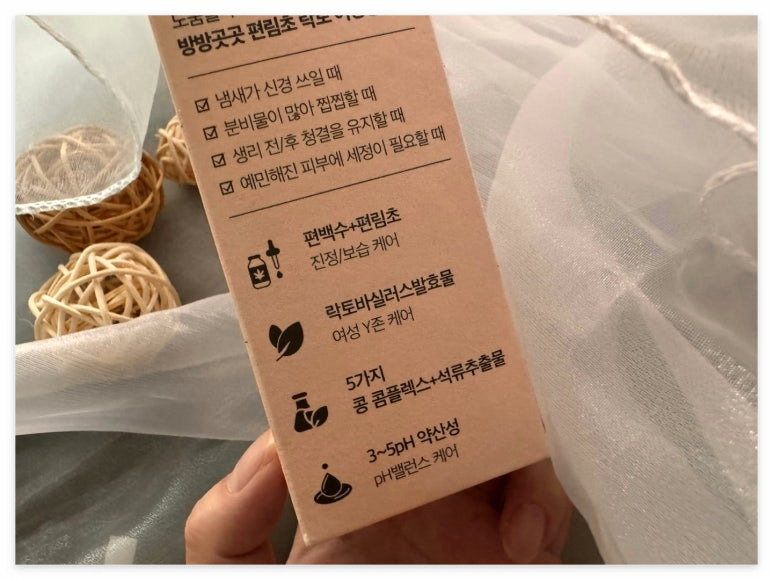 방방곡곡 편림초 락토
냄새가 신경 쓰일 때
분비물이 많아 찝찝할 때
생리 전/후 청결을 유지할 때
예민해진 피부에 세정이 필요할 때
편백수+편림초
진정/보습 케어
락토바실러스발효물
여성 Y존 케어
5가지
콩 콤플렉스+석류추출물
3~5pH 약산성
pH밸런스 케어